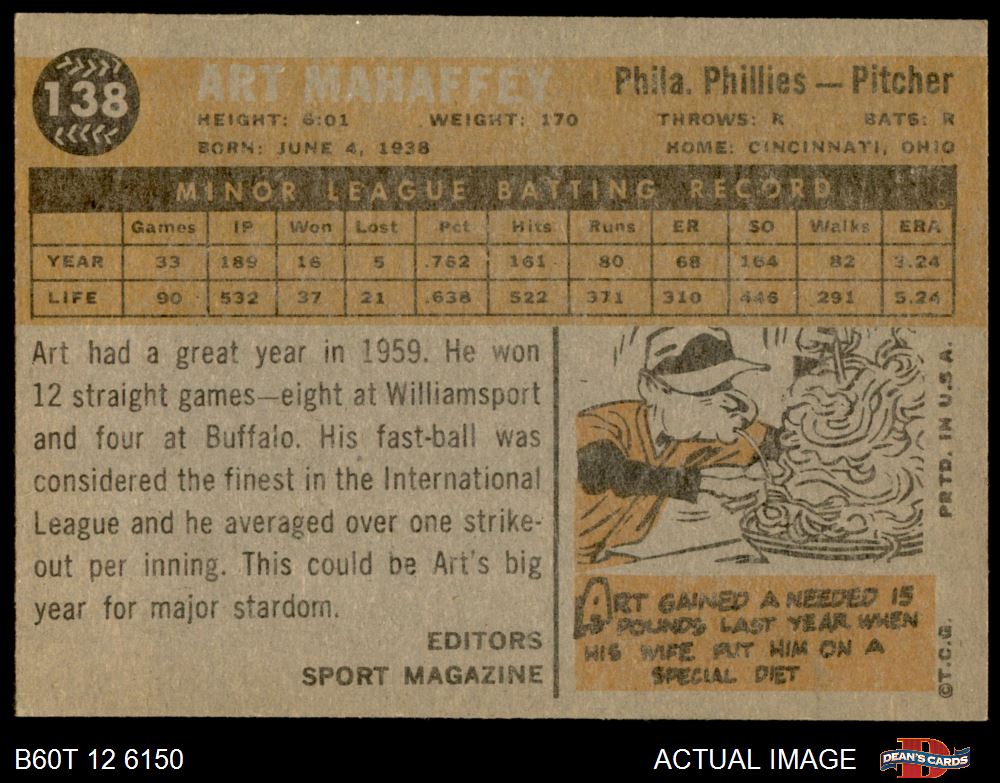 138
ART MAHAFFEY
Phila. Phillies — Pitcher
HEIGHT: 6:01 WEIGHT: 170 THROWS: R BATS: R
BORN: JUNE 4, 1938 HOME: CINCINNATI, OHIO
MINOR LEAGUE BATTING RECORD
Games IP Won Lost Pct Hits Runs ER SO Walks ERA
YEAR 33 189 16 5 .762 161 80 68 164 82 3.24
LIFE 90 532 37 21 .638 522 371 310 446 291 5.24
Art had a great year in 1959. He won
12 straight games—eight at Williamsport
and four at Buffalo. His fast-ball was
considered the finest in the International
League and he averaged over one strike-
out per inning. This could be Art's big
year for major stardom.
EDITORS
SPORT MAGAZINE
ART GAINED A NEEDED 15
POUNDS LAST YEAR WHEN
HIS WIFE PUT HIM ON A
SPECIAL DIET
PRTD. IN U.S.A.
©T.C.G.
B60T 12 6150
ACTUAL IMAGE
D
DEAN'S CARDS